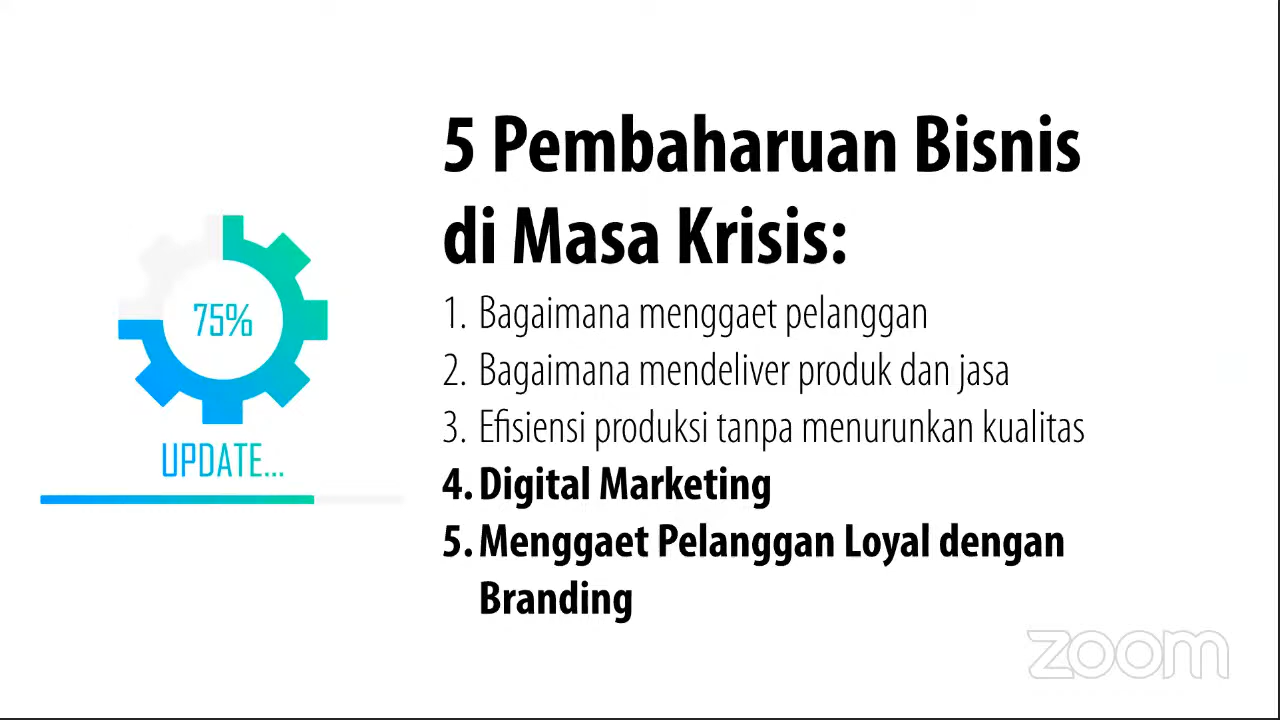 5 Pembaharuan Bisnis
di Masa Krisis:
1. Bagaimana menggaet pelanggan
2. Bagaimana mendeliver produk dan jasa
3. Efisiensi produksi tanpa menurunkan kualitas
4. Digital Marketing
5. Menggaet Pelanggan Loyal dengan
Branding
75%
UPDATE...
zoom